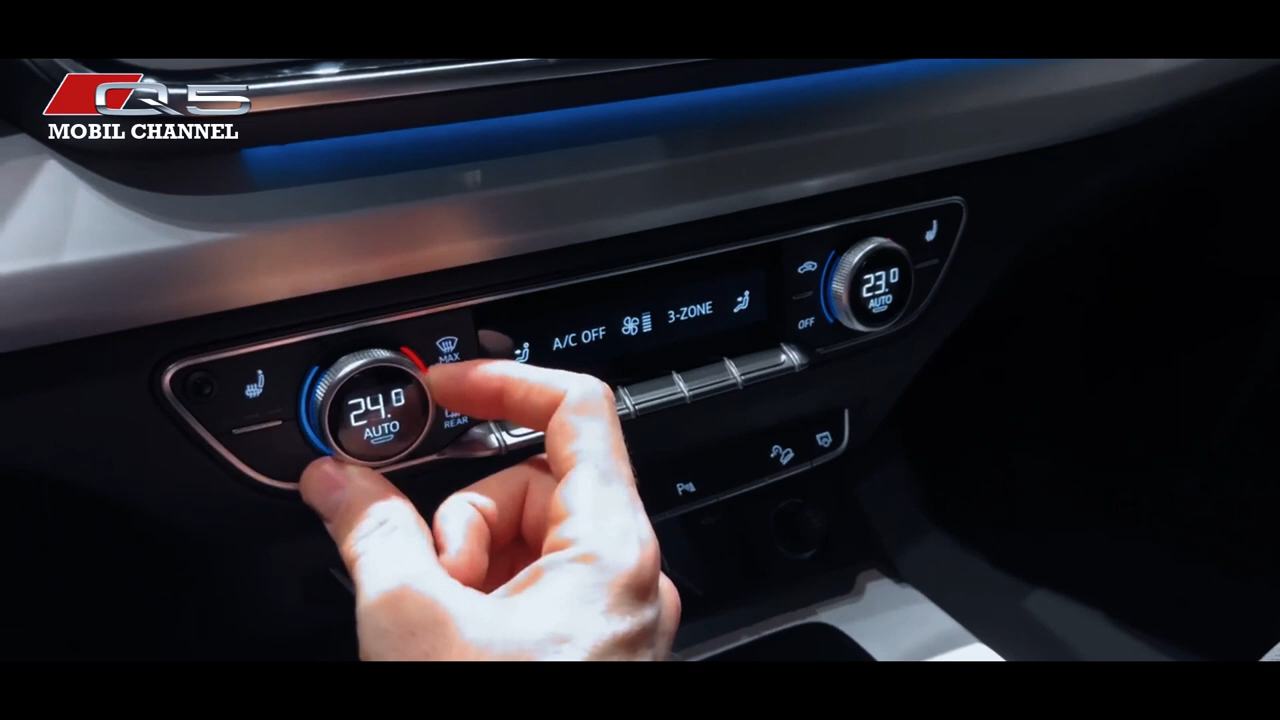 Q5
MOBIL CHANNEL
MAX
REAR
24.0
AUTO
A/C OFF
3-ZONE
OFF
23.0
AUTO
P